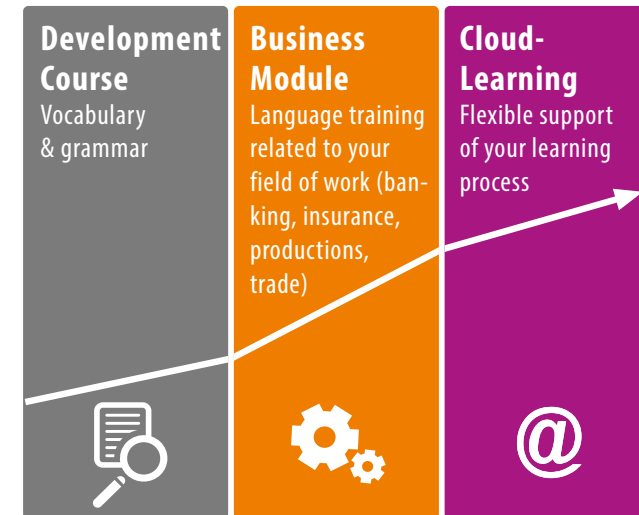 Development
Course
Vocabulary
& grammar
Business
Module
Language training
related to your
field of work (ban-
king, insurance,
productions,
trade)
Cloud-
Learning
Flexible support
of your learning
process
@